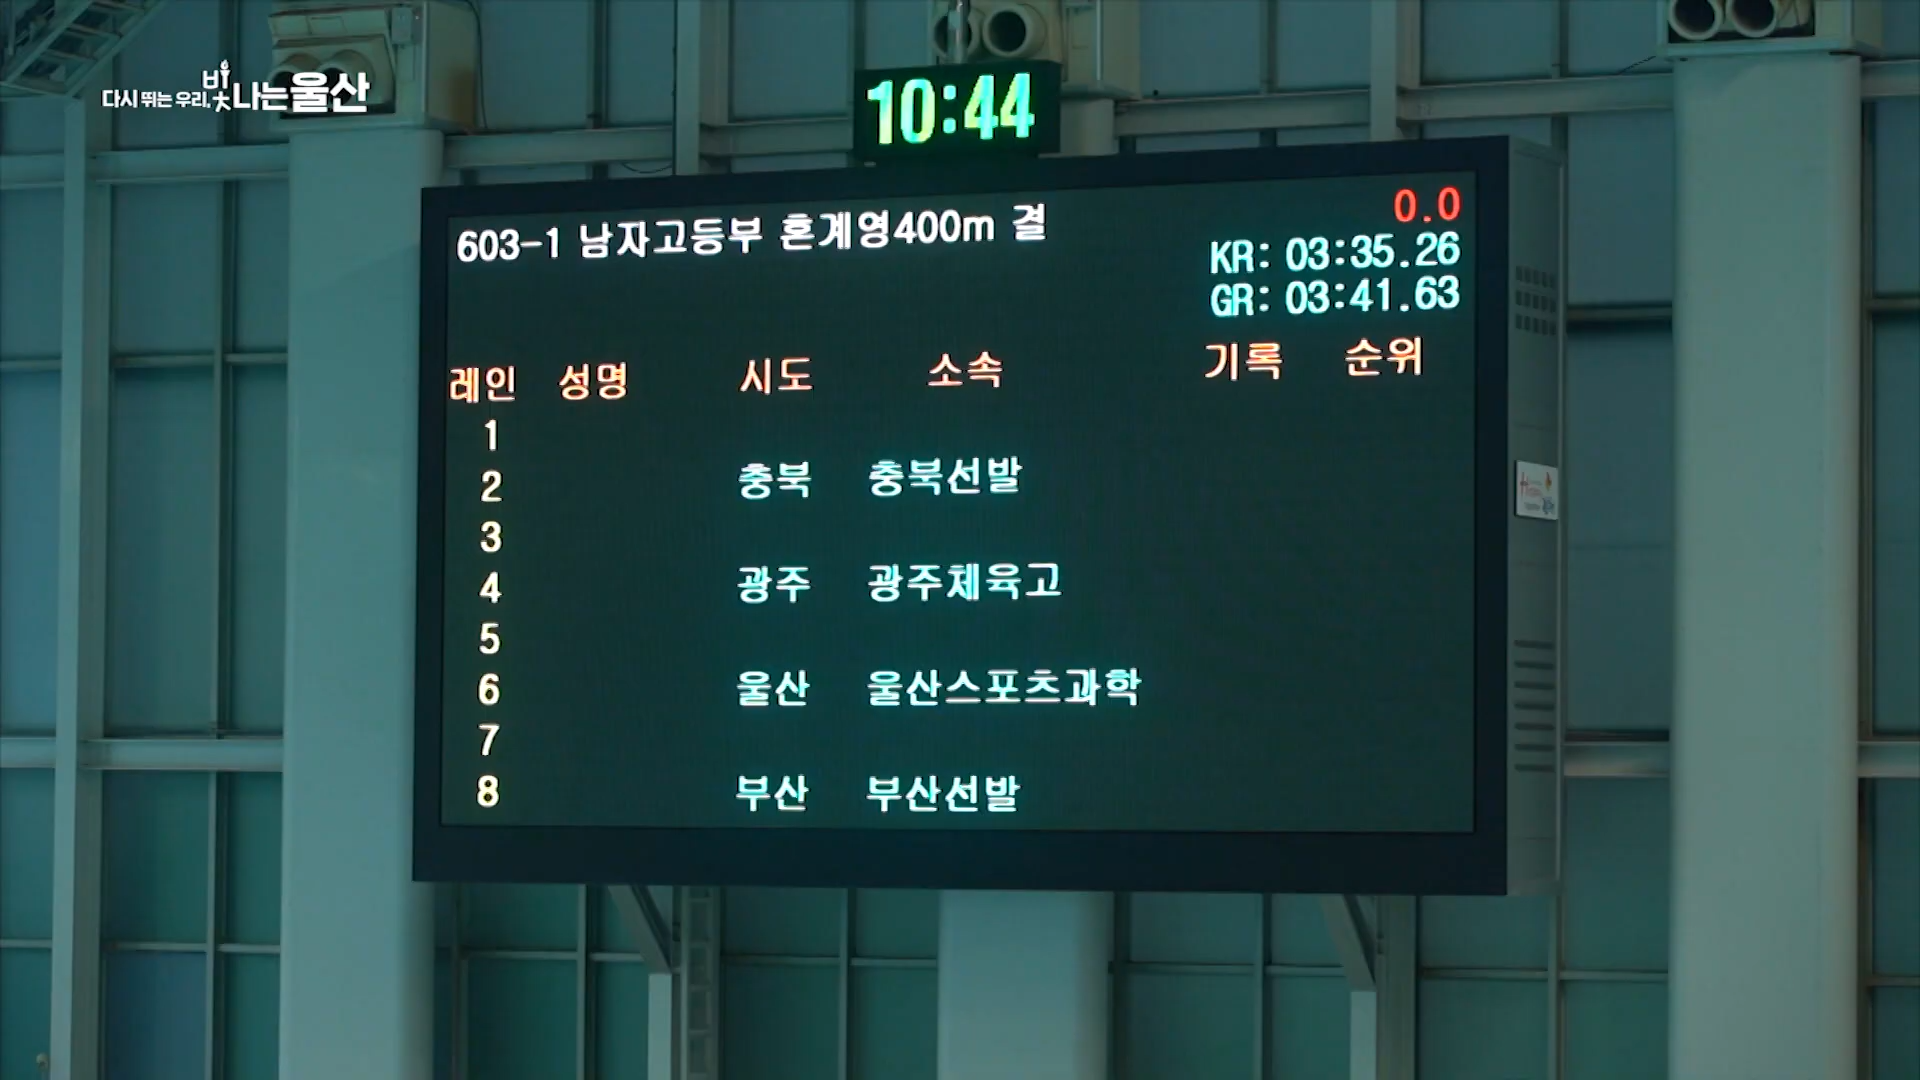 다시 뛰는 우리, 빛나는 울산
10:44
603-1 남자고등부 혼계영400m 결
0.0
KR: 03:35.26
GR: 03:41.63
레인 성명 시도 소속 기록 순위
1
2 충북 충북선발
3
4 광주 광주체육고
5
6 울산 울산스포츠과학
7
8 부산 부산선발